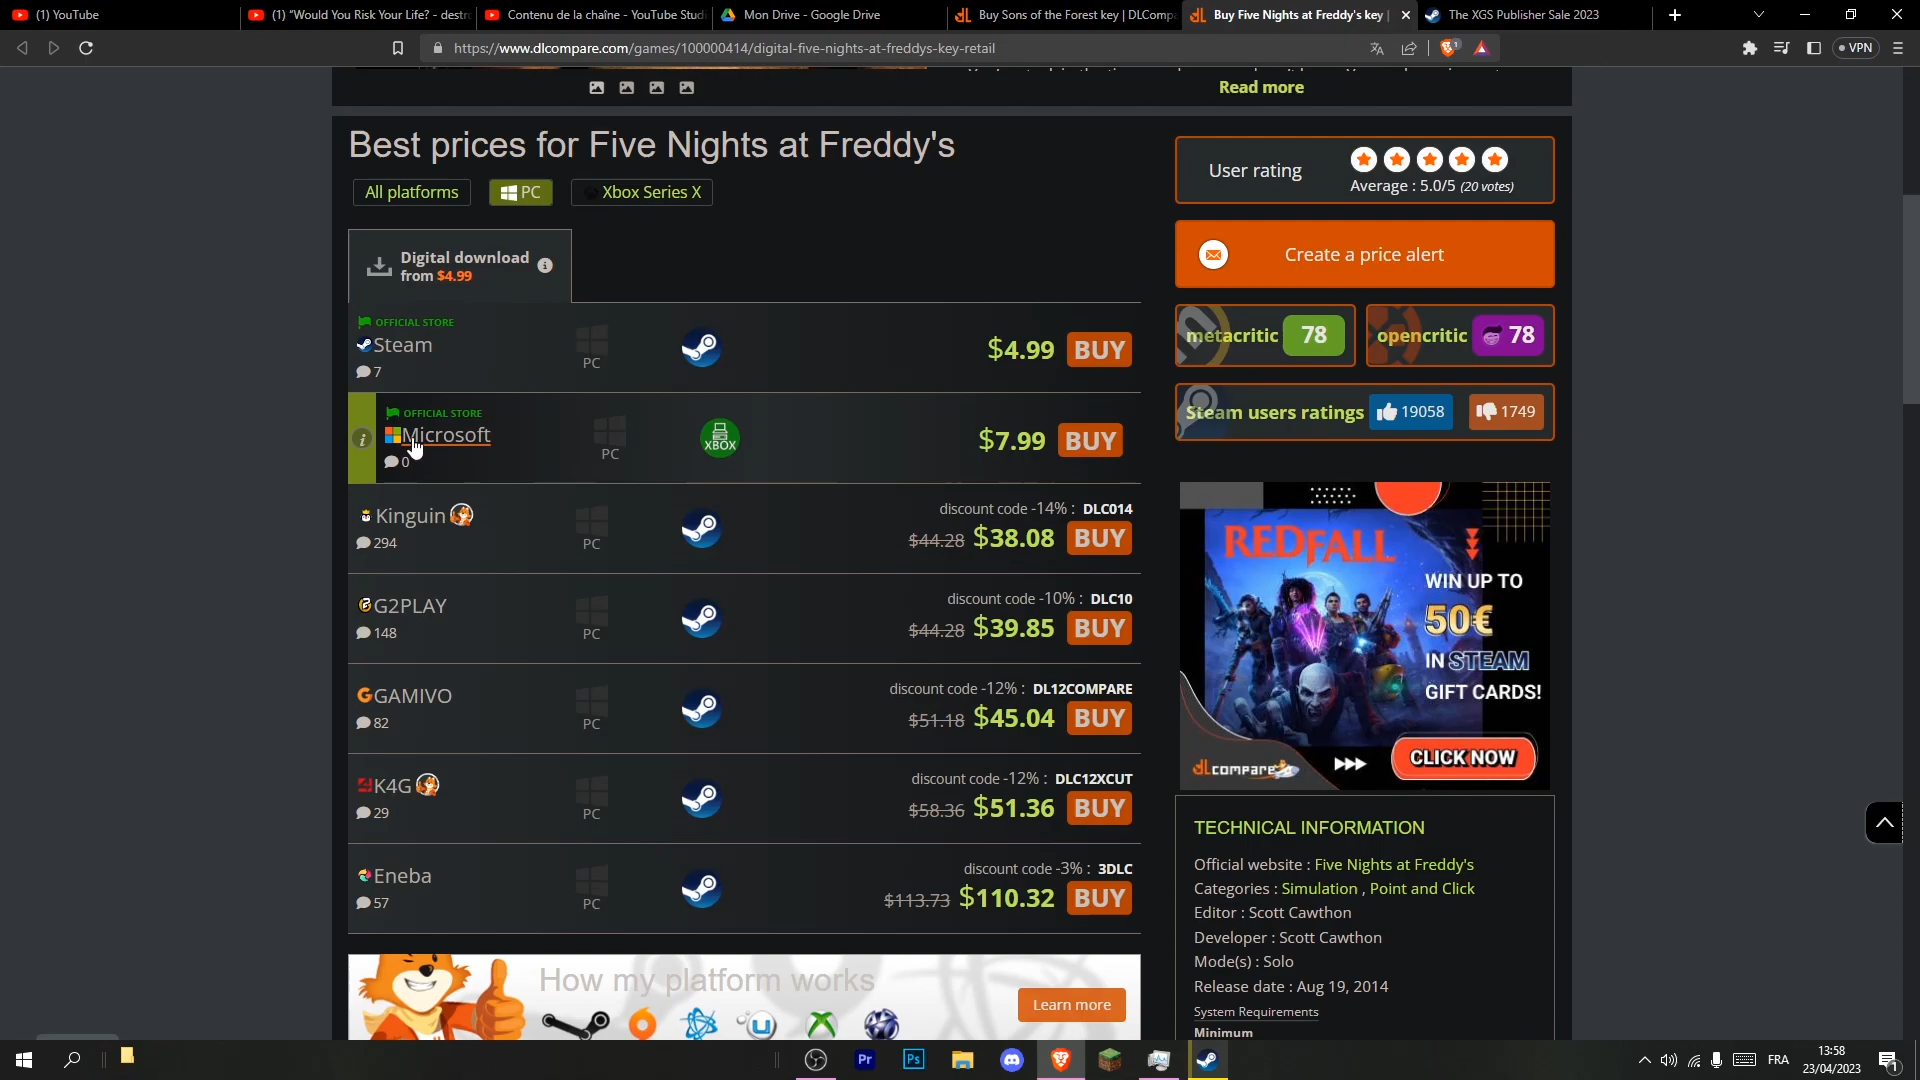 (1) YouTube
(1) "Would You Risk Your Life? - destr
Contenu de la chaîne - YouTube Studi
Mon Drive - Google Drive
Buy Sons of the Forest key | DLComp
Buy Five Nights at Freddy's key |
The XGS Publisher Sale 2023
https://www.dlcompare.com/games/100000414/digital-five-nights-at-freddys-key-retail
1
VPN
Read more
Best prices for Five Nights at Freddy's
All platforms
PC
Xbox Series X
Digital download
from $4.99
OFFICIAL STORE
Steam
7
PC
$4.99
BUY
OFFICIAL STORE
Microsoft
0
PC
XBOX
$7.99
BUY
Kinguin
294
PC
discount code -14% : DLC014
$44.28 $38.08
BUY
G2PLAY
148
PC
discount code -10% : DLC10
$44.28 $39.85
BUY
GAMIVO
82
PC
discount code -12% : DL12COMPARE
$51.18 $45.04
BUY
K4G
29
PC
discount code -12% : DLC12XCUT
$58.36 $51.36
BUY
Eneba
57
PC
discount code -3% : 3DLC
$113.73 $110.32
BUY
How my platform works
Learn more
User rating
Average : 5.0/5 (20 votes)
Create a price alert
metacritic 78
opencritic 78
Steam users ratings 19058 1749
REDFALL
WIN UP TO
50€
IN STEAM
GIFT CARDS!
dlcompare
CLICK NOW
TECHNICAL INFORMATION
Official website : Five Nights at Freddy's
Categories : Simulation , Point and Click
Editor : Scott Cawthon
Developer : Scott Cawthon
Mode(s) : Solo
Release date : Aug 19, 2014
System Requirements
Minimum
Pr
Ps
FRA
13:58
23/04/2023
1